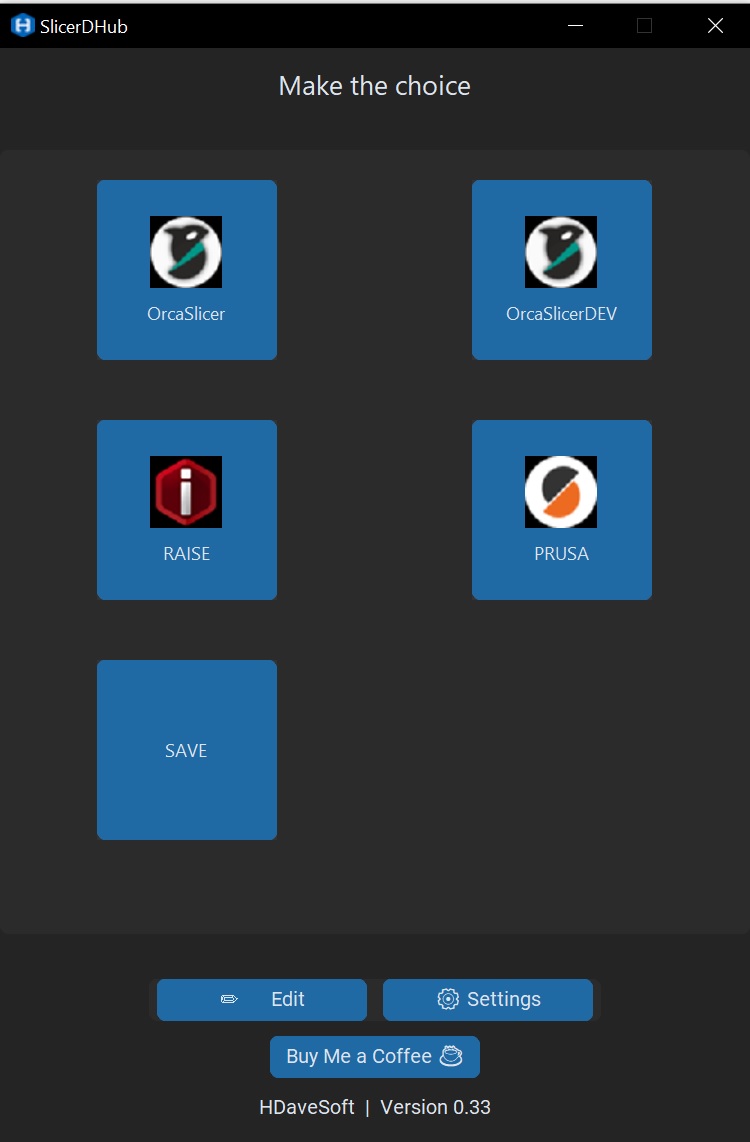 SlicerDHub
Make the choice
OrcaSlicer
OrcaSlicerDEV
RAISE
PRUSA
SAVE
Edit
Settings
Buy Me a Coffee
HDaveSoft | Version 0.33